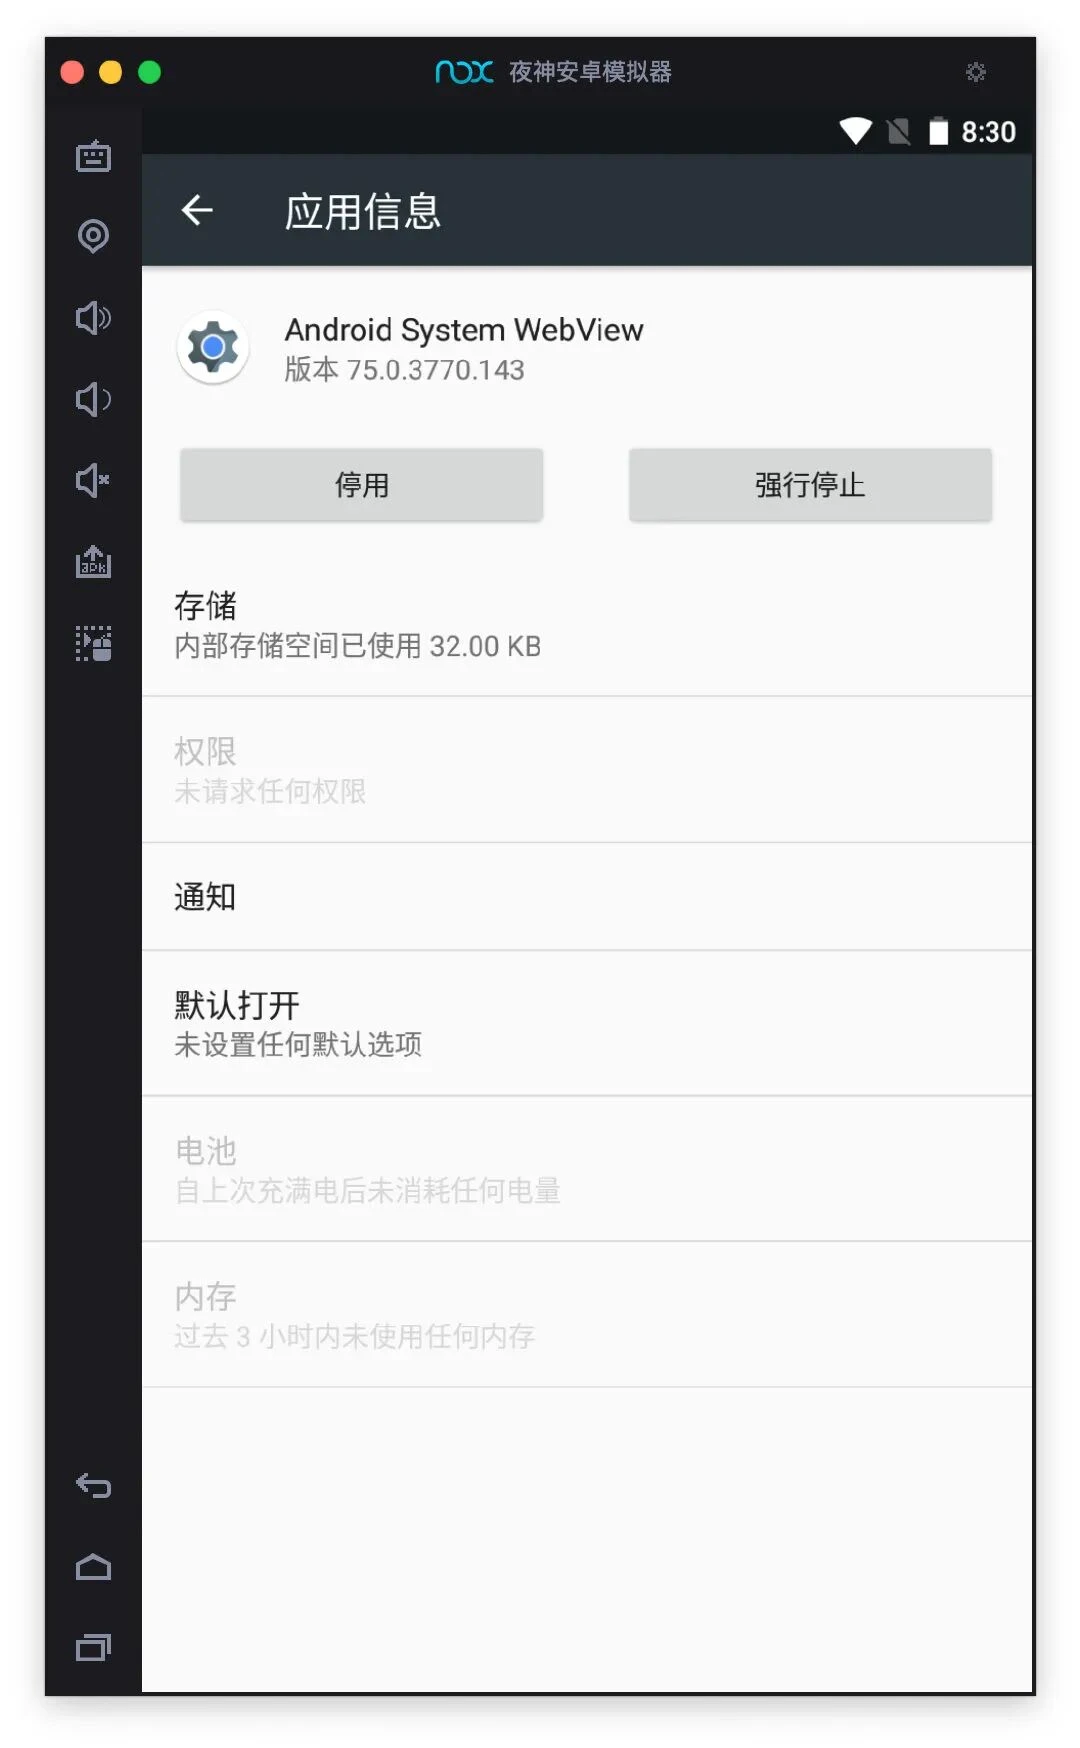 nox 夜神安卓模拟器
8:30
应用信息
Android System WebView
版本 75.0.3770.143
停用
强行停止
apk
存储
内部存储空间已使用 32.00 KB
权限
未请求任何权限
通知
默认打开
未设置任何默认选项
电池
自上次充满电后未消耗任何电量
内存
过去 3 小时内未使用任何内存